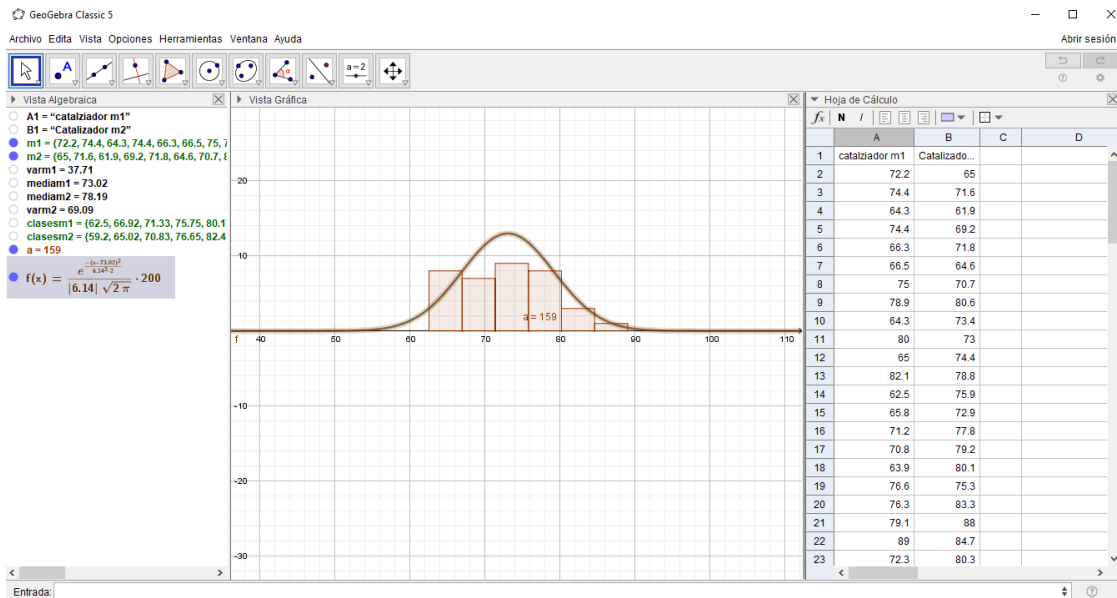 GeoGebra Classic 5
Archivo Edita Vista Opciones Herramientas Ventana Ayuda
Abrir sesión
A
α
a = 2
Vista Algebraica
A1 = “catalziador m1”
B1 = “Catalizador m2”
m1 = {72.2, 74.4, 64.3, 74.4, 66.3, 66.5, 75, 7
m2 = {65, 71.6, 61.9, 69.2, 71.8, 64.6, 70.7, 8
varm1 = 37.71
mediam1 = 73.02
mediam2 = 78.19
varm2 = 69.09
clasesm1 = {62.5, 66.92, 71.33, 75.75, 80.1
clasesm2 = {59.2, 65.02, 70.83, 76.65, 82.4
a = 159
f(x) = e^(-(x-73.02)²/(6.14²·2)) / (|6.14| √(2 π)) · 200
Vista Gráfica
20
10
a = 159
f
40 50 60 70 80 90 100 110
-10
-20
-30
Hoja de Cálculo
fx N I
A B C D
1 catalziador m1 Catalizado...
2 72.2 65
3 74.4 71.6
4 64.3 61.9
5 74.4 69.2
6 66.3 71.8
7 66.5 64.6
8 75 70.7
9 78.9 80.6
10 64.3 73.4
11 80 73
12 65 74.4
13 82.1 78.8
14 62.5 75.9
15 65.8 72.9
16 71.2 77.8
17 70.8 79.2
18 63.9 80.1
19 76.6 75.3
20 76.3 83.3
21 79.1 88
22 89 84.7
23 72.3 80.3
Entrada: